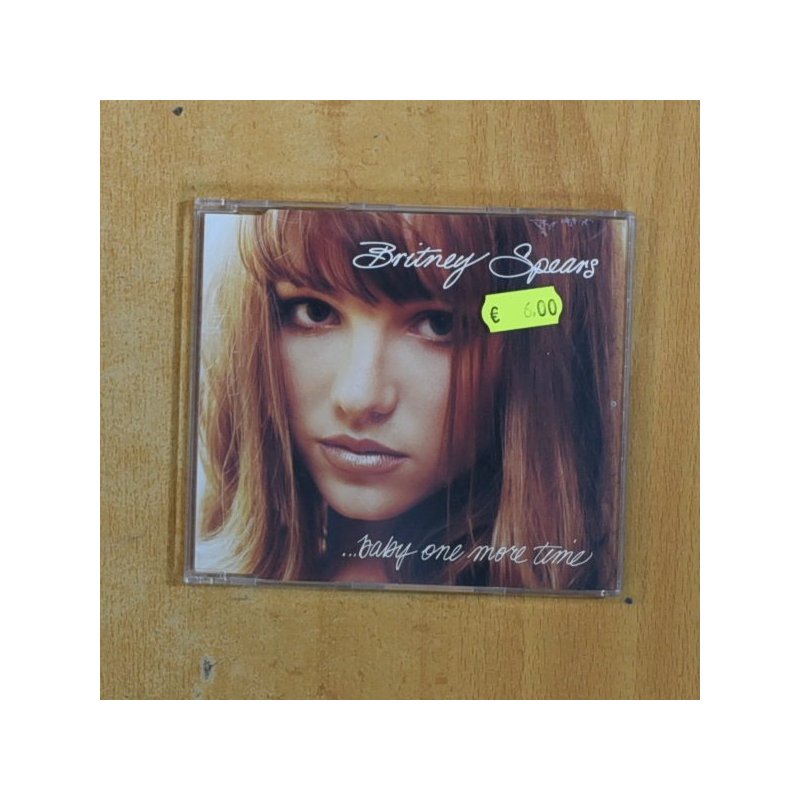 Britney Spears
€ 6.00
...baby one more time